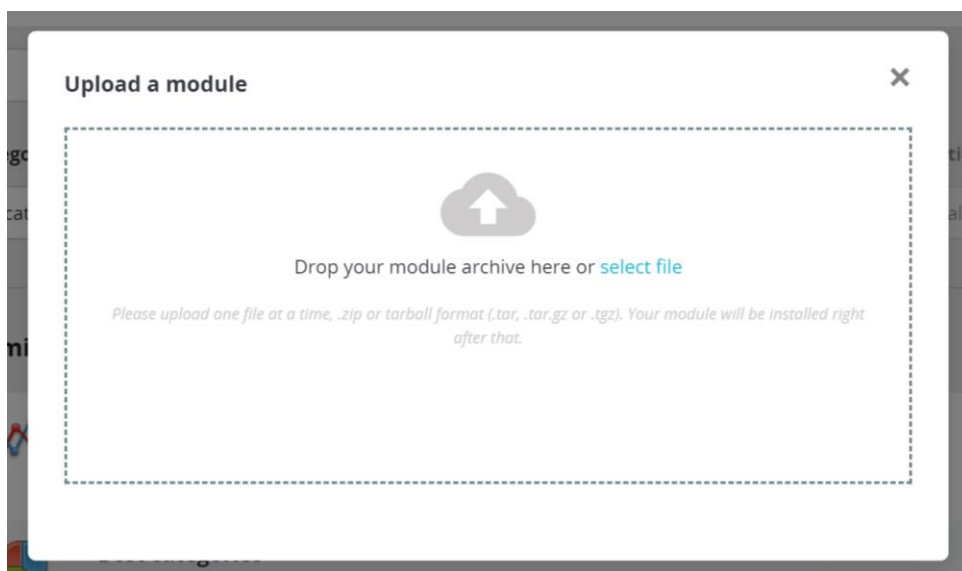 Upload a module
Drop your module archive here or select file
Please upload one file at a time, .zip or tarball format (.tar, .tar.gz or .tgz). Your module will be installed right
after that.